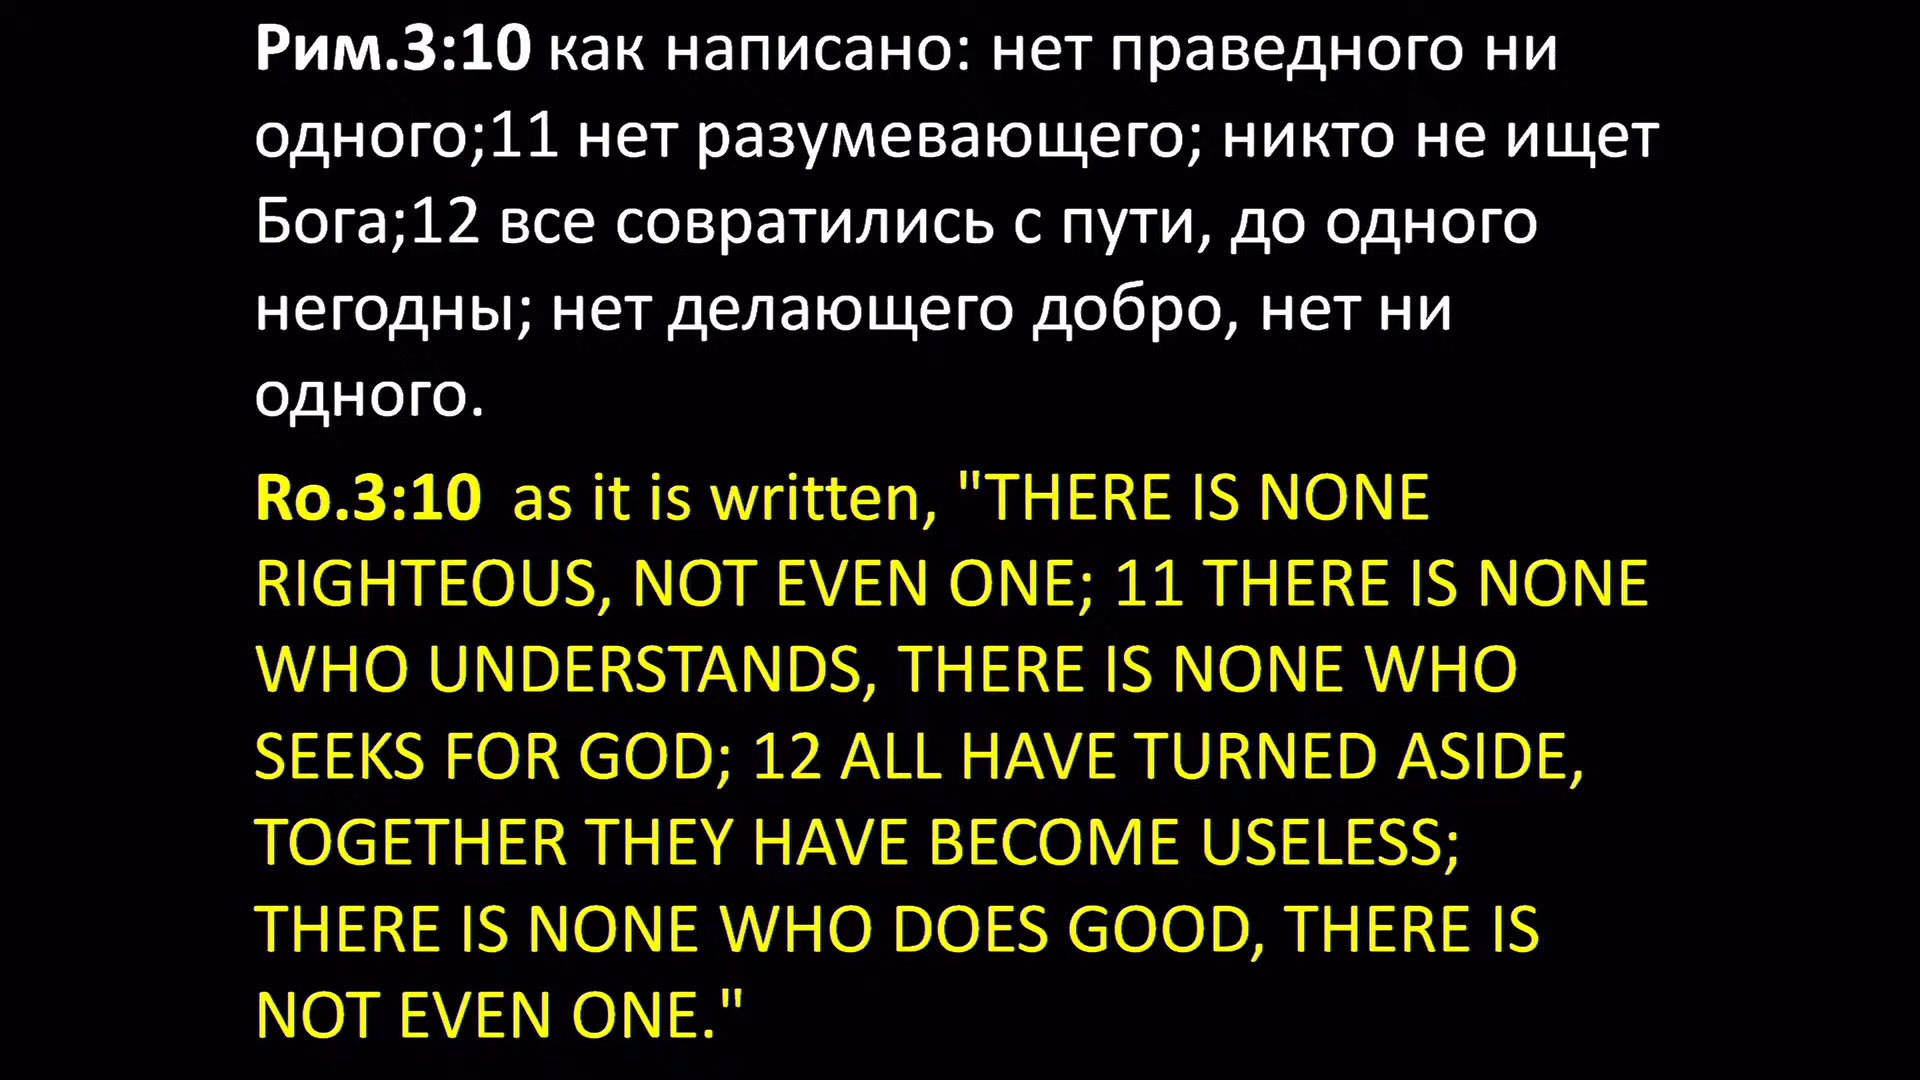 Рим.3:10 как написано: нет праведного ни
одного;11 нет разумевающего; никто не ищет
Бога;12 все совратились с пути, до одного
негодны; нет делающего добро, нет ни
одного.
Ro.3:10 as it is written, "THERE IS NONE
RIGHTEOUS, NOT EVEN ONE; 11 THERE IS NONE
WHO UNDERSTANDS, THERE IS NONE WHO
SEEKS FOR GOD; 12 ALL HAVE TURNED ASIDE,
TOGETHER THEY HAVE BECOME USELESS;
THERE IS NONE WHO DOES GOOD, THERE IS
NOT EVEN ONE."